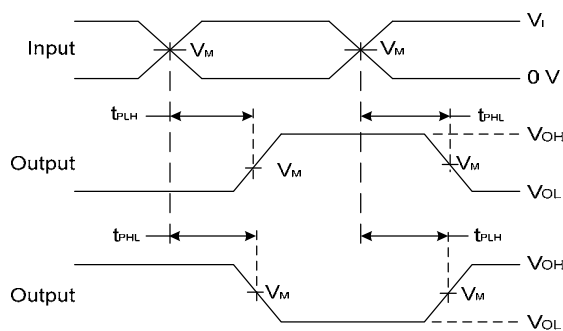 VI
Input VM VM
0 V
tPLH tPHL
VOH
Output VM VM
VOL
tPHL tPLH
VOH
Output VM VM
VOL